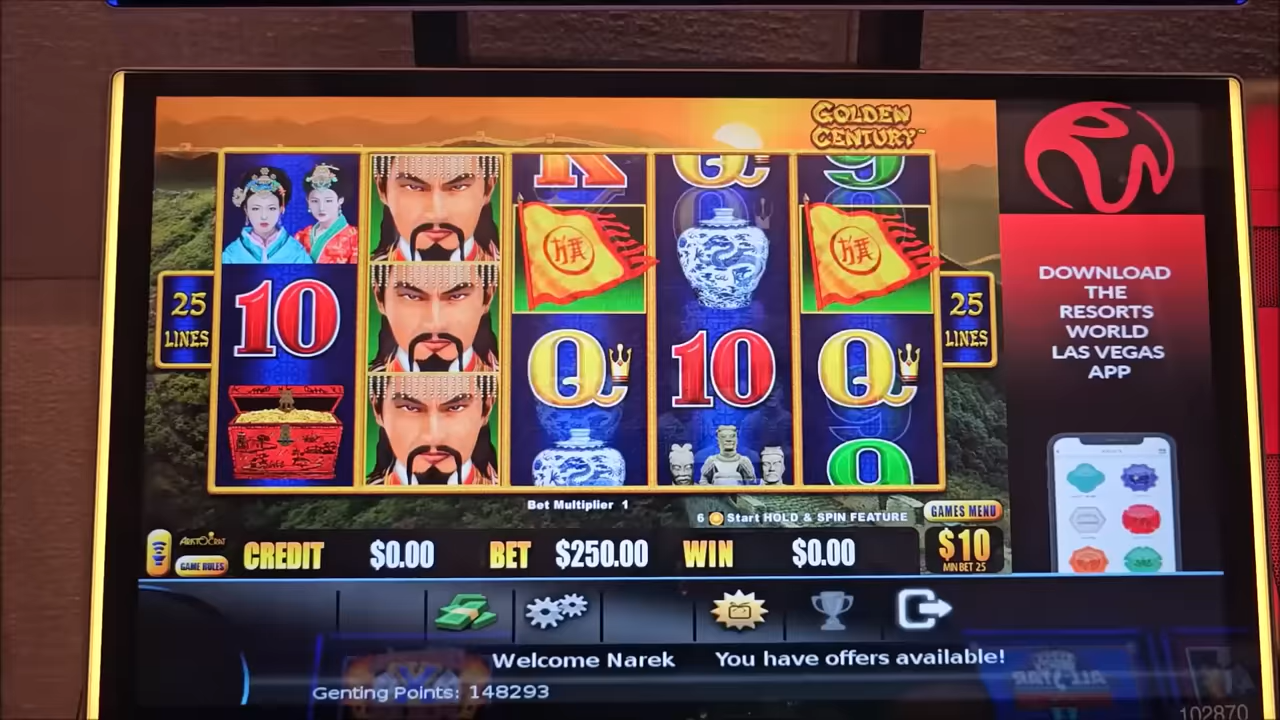 GOLDEN
CENTURY™
K
Q
9
25
LINES
10
Q
10
Q
25
LINES
9
Bet Multiplier 1
6 Start HOLD & SPIN FEATURE
GAMES MENU
ARISTOCRAT
GAME RULES
CREDIT $0.00 BET $250.00 WIN $0.00
$10
MIN BET 25
DOWNLOAD
THE
RESORTS
WORLD
LAS VEGAS
APP
Welcome Narek You have offers available!
Genting Points: 148293
102870